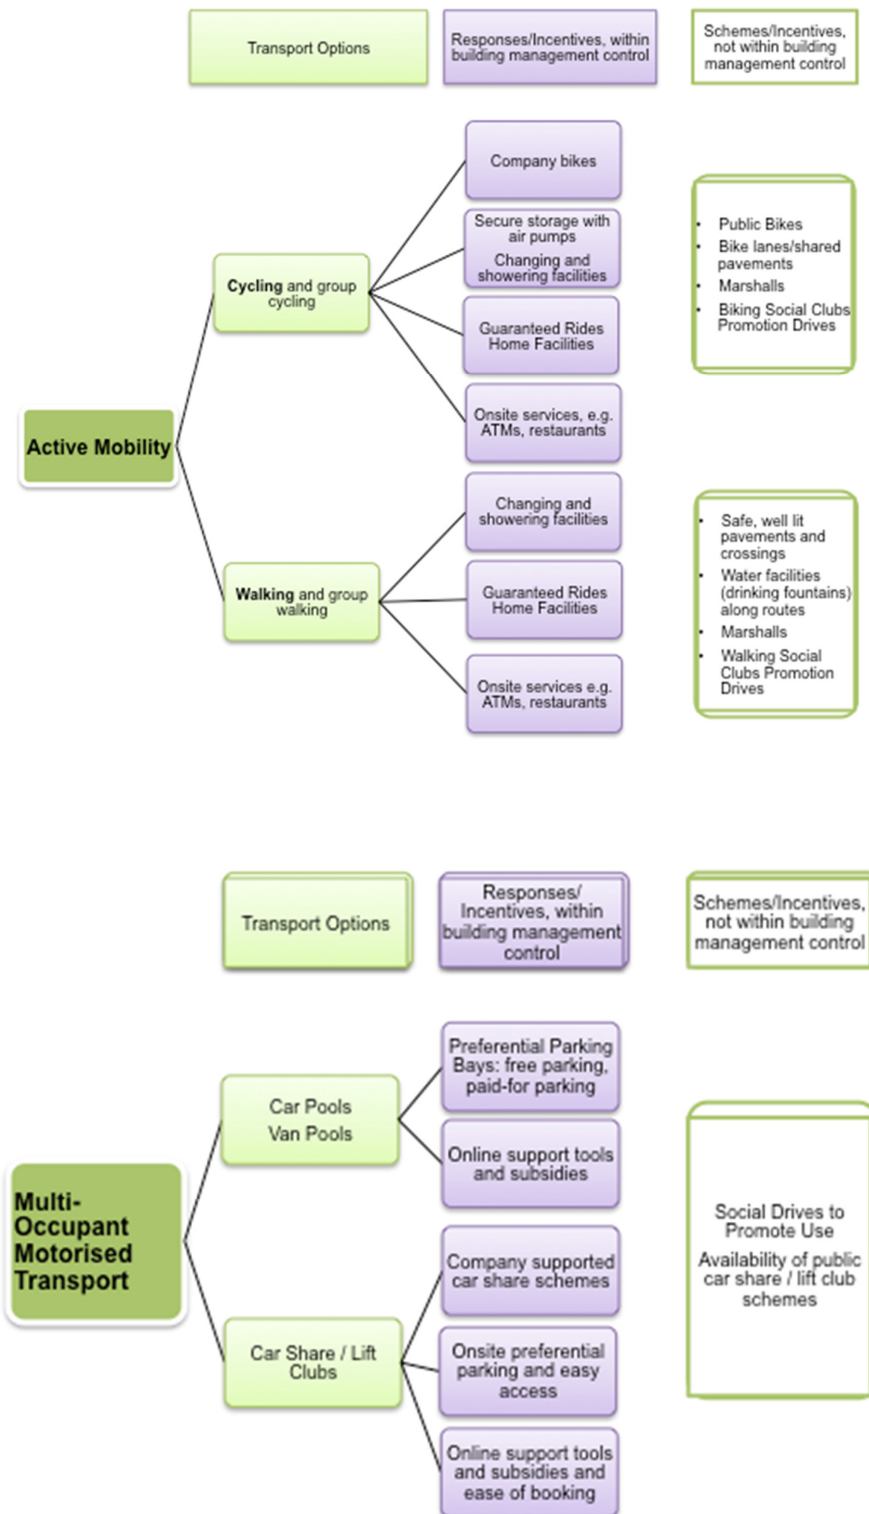 Transport Options
Responses/Incentives, within
building management control
Schemes/Incentives,
not within building
management control
Active Mobility
Cycling and group
cycling
Company bikes
Secure storage with
air pumps
Changing and
showering facilities
Guaranteed Rides
Home Facilities
Onsite services, e.g.
ATMs, restaurants
• Public Bikes
• Bike lanes/shared
pavements
• Marshalls
• Biking Social Clubs
Promotion Drives
Walking and group
walking
Changing and
showering facilities
Guaranteed Rides
Home Facilities
Onsite services e.g.
ATMs, restaurants
• Safe, well lit
pavements and
crossings
• Water facilities
(drinking fountains)
along routes
• Marshalls
• Walking Social
Clubs Promotion
Drives
Transport Options
Responses/
Incentives, within
building management
control
Schemes/Incentives,
not within building
management control
Multi-
Occupant
Motorised
Transport
Car Pools
Van Pools
Preferential Parking
Bays: free parking,
paid-for parking
Online support tools
and subsidies
Car Share / Lift
Clubs
Company supported
car share schemes
Onsite preferential
parking and easy
access
Online support tools
and subsidies and
ease of booking
Social Drives to
Promote Use
Availability of public
car share / lift club
schemes